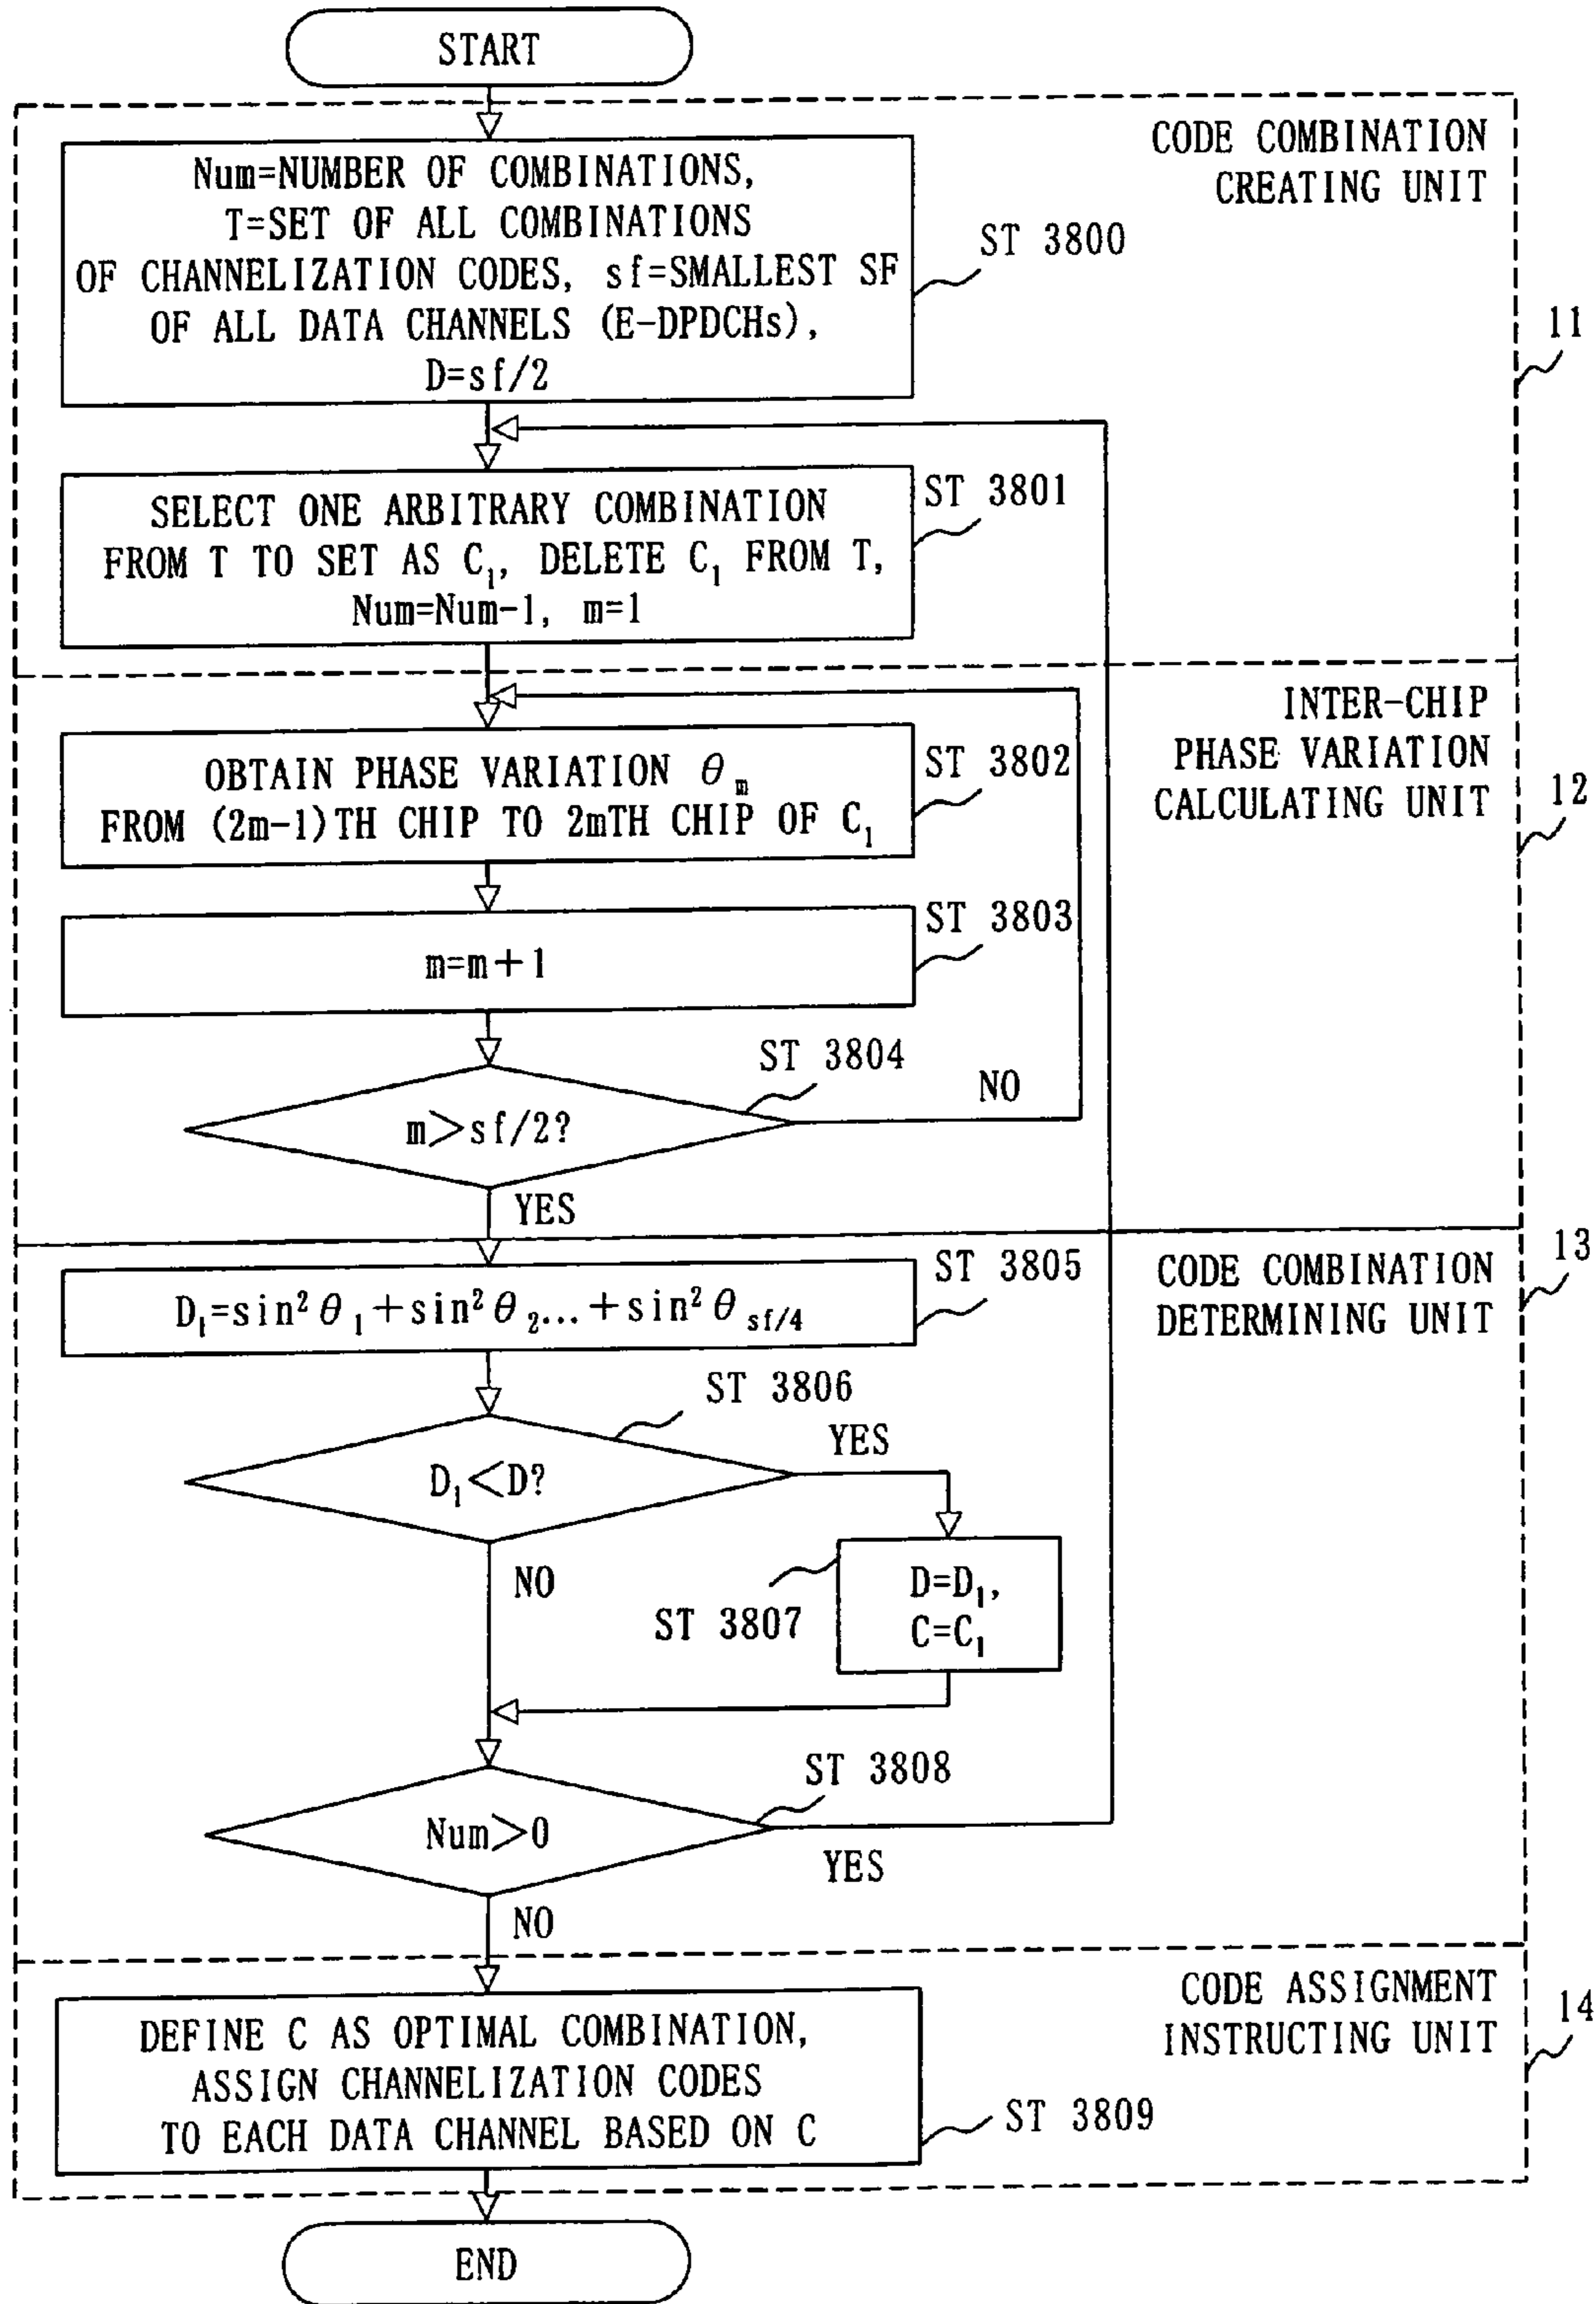 START
CODE COMBINATION
CREATING UNIT
Num=NUMBER OF COMBINATIONS,
T=SET OF ALL COMBINATIONS
OF CHANNELIZATION CODES, sf=SMALLEST SF
OF ALL DATA CHANNELS (E-DPDCHs),
D=sf/2
ST 3800
11
SELECT ONE ARBITRARY COMBINATION
FROM T TO SET AS C₁, DELETE C₁ FROM T,
Num=Num-1, m=1
ST 3801
INTER-CHIP
PHASE VARIATION
CALCULATING UNIT
12
OBTAIN PHASE VARIATION θₘ
FROM (2m-1)TH CHIP TO 2mTH CHIP OF C₁
ST 3802
m=m+1
ST 3803
ST 3804
m>sf/2?
NO
YES
13
CODE COMBINATION
DETERMINING UNIT
ST 3805
D₁=sin²θ₁+sin²θ₂...+sin²θ sf/4
ST 3806
D₁<D?
YES
NO
D=D₁,
C=C₁
ST 3807
ST 3808
Num>0
YES
NO
CODE ASSIGNMENT
INSTRUCTING UNIT
14
DEFINE C AS OPTIMAL COMBINATION,
ASSIGN CHANNELIZATION CODES
TO EACH DATA CHANNEL BASED ON C
ST 3809
END